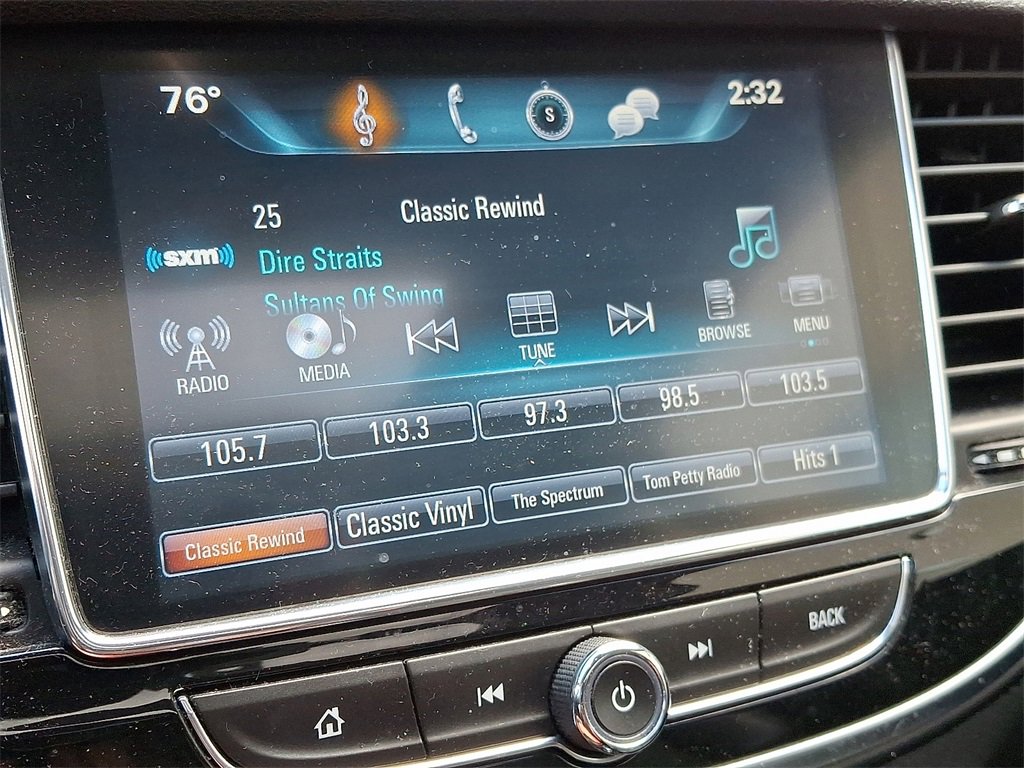 76° 2:32
S
25 Classic Rewind
sxm Dire Straits
Sultans Of Swing
RADIO MEDIA TUNE BROWSE MENU
105.7 103.3 97.3 98.5 103.5
Classic Rewind Classic Vinyl The Spectrum Tom Petty Radio Hits 1
BACK